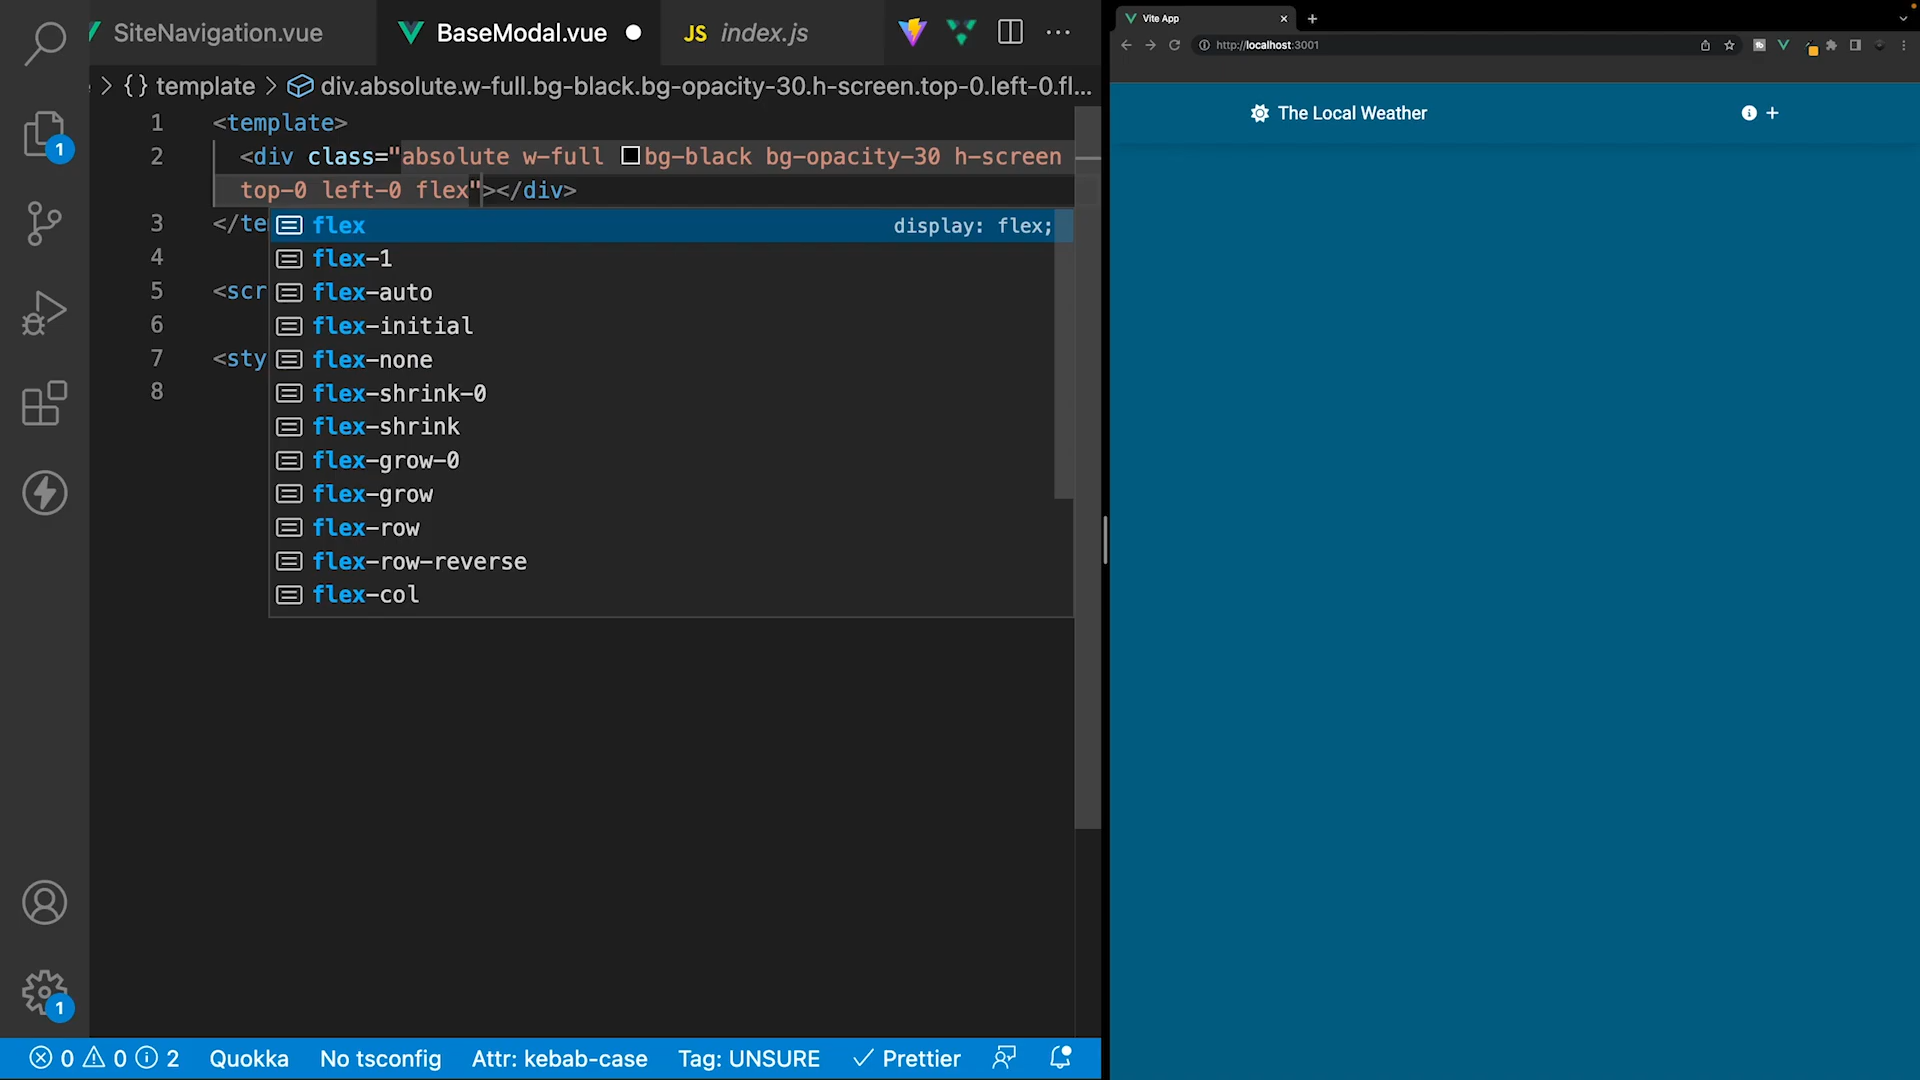 SiteNavigation.vue
BaseModal.vue
JS index.js
{} template
div.absolute.w-full.bg-black.bg-opacity-30.h-screen.top-0.left-0.fl...
1 <template>
2 <div class="absolute w-full bg-black bg-opacity-30 h-screen
top-0 left-0 flex"></div>
3 </te
4
5 <scr
6
7 <sty
8
flex display: flex;
flex-1
flex-auto
flex-initial
flex-none
flex-shrink-0
flex-shrink
flex-grow-0
flex-grow
flex-row
flex-row-reverse
flex-col
1
1
0 0 2 Quokka No tsconfig Attr: kebab-case Tag: UNSURE Prettier
Vite App
http://localhost:3001
The Local Weather